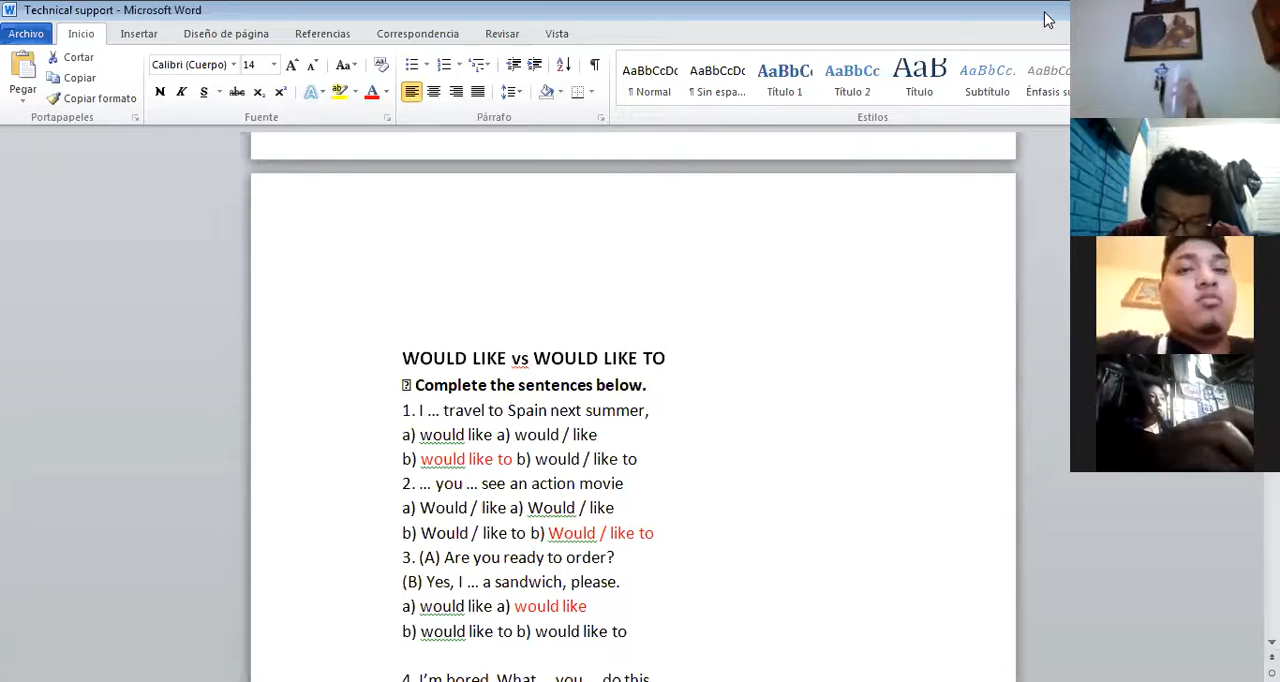 Technical support - Microsoft Word
Archivo Inicio Insertar Diseño de página Referencias Correspondencia Revisar Vista
Pegar
Cortar
Copiar
Copiar formato
Portapapeles
Calibri (Cuerpo) 14
N K S abc x₂ x² A A
Fuente
Párrafo
AaBbCcDc AaBbCcDc AaBbC AaBbCc AaB AaBbCc. AaBbCc
¶ Normal ¶ Sin espa... Título 1 Título 2 Título Subtítulo Énfasis su
Estilos
WOULD LIKE vs WOULD LIKE TO
Complete the sentences below.
1. I ... travel to Spain next summer,
a) would like a) would / like
b) would like to b) would / like to
2. ... you ... see an action movie
a) Would / like a) Would / like
b) Would / like to b) Would / like to
3. (A) Are you ready to order?
(B) Yes, I ... a sandwich, please.
a) would like a) would like
b) would like to b) would like to
4. I'm bored. What ... you ... do this